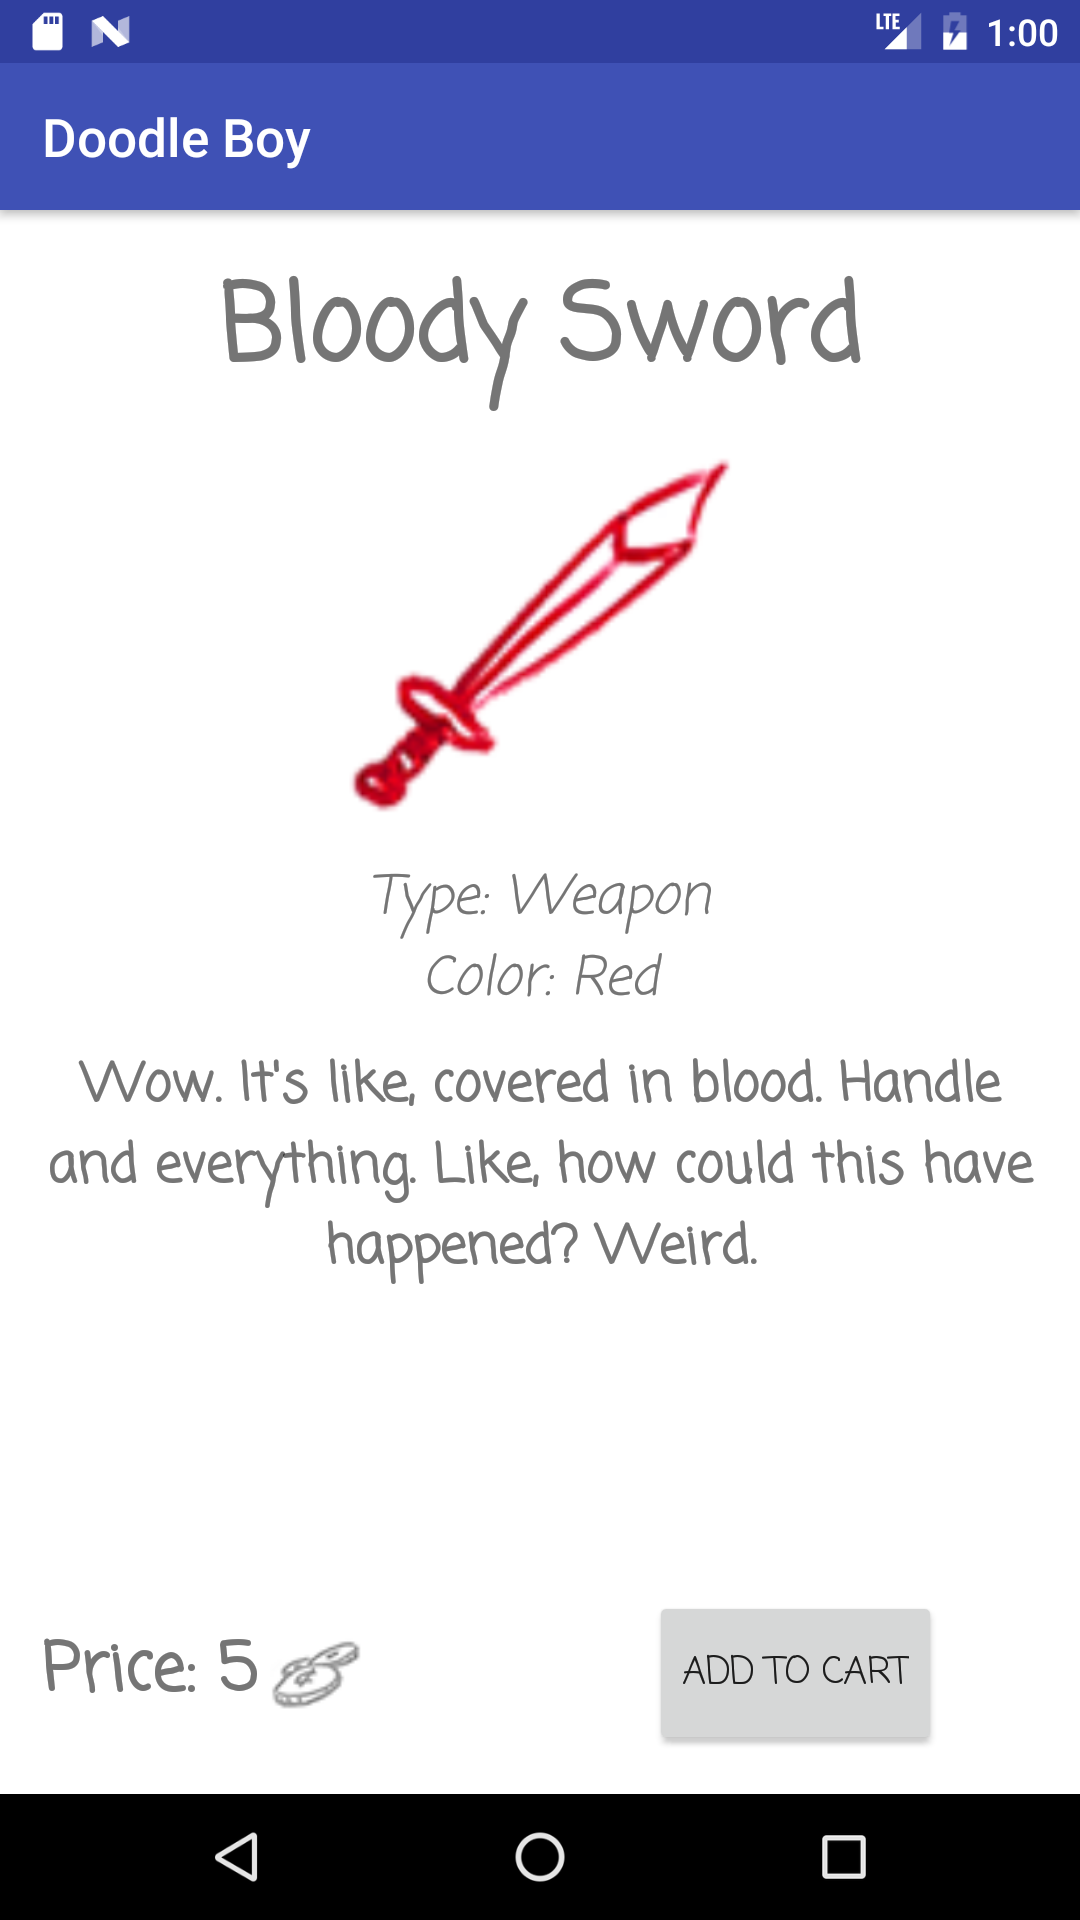 LTE 1:00
Doodle Boy
Bloody Sword
Type: Weapon
Color: Red
Wow. It's like, covered in blood. Handle
and everything. Like, how could this have
happened? Weird.
Price: 5
ADD TO CART